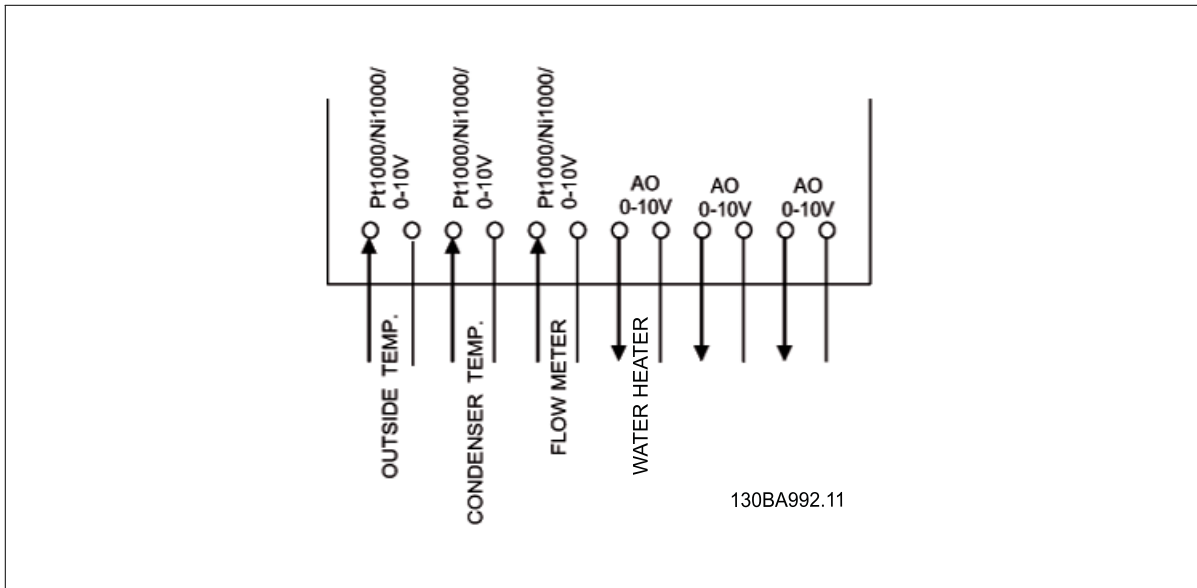 Pt1000/Ni1000/
0-10V
Pt1000/Ni1000/
0-10V
Pt1000/Ni1000/
0-10V
AO
0-10V
AO
0-10V
AO
0-10V
OUTSIDE TEMP.
CONDENSER TEMP.
FLOW METER
WATER HEATER
130BA992.11